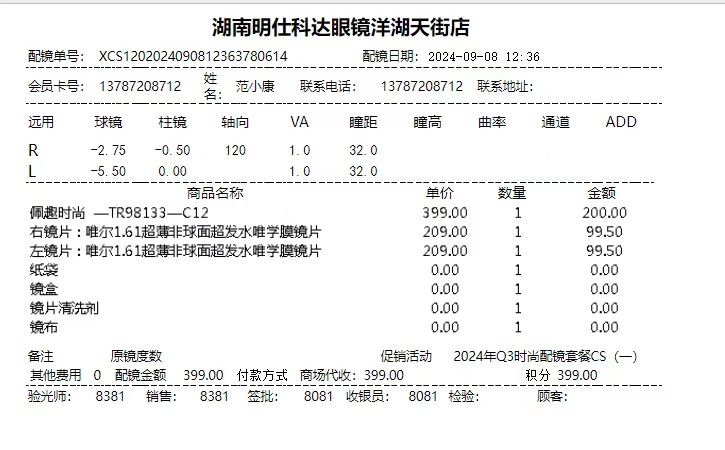 湖南明仕科达眼镜洋湖天街店
配镜单号： XCS1202024090812363780614 配镜日期：2024-09-08 12:36
会员卡号： 13787208712 姓名： 范小康 联系电话： 13787208712 联系地址：
远用 球镜 柱镜 轴向 VA 瞳距 瞳高 曲率 通道 ADD
R -2.75 -0.50 120 1.0 32.0
L -5.50 0.00 1.0 32.0
商品名称 单价 数量 金额
佩趣时尚 —TR98133—C12 399.00 1 200.00
右镜片：唯尔1.61超薄非球面超发水唯学膜镜片 209.00 1 99.50
左镜片：唯尔1.61超薄非球面超发水唯学膜镜片 209.00 1 99.50
纸袋 0.00 1 0.00
镜盒 0.00 1 0.00
镜片清洗剂 0.00 1 0.00
镜布 0.00 1 0.00
备注 原镜度数 促销活动 2024年Q3时尚配镜套餐CS（一）
其他费用 0 配镜金额 399.00 付款方式 商场代收：399.00 积分 399.00
验光师： 8381 销售： 8381 签批： 8081 收银员： 8081 检验： 顾客：